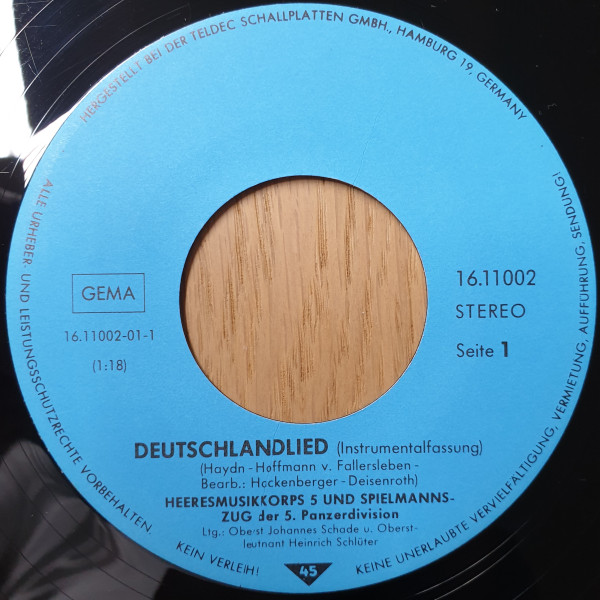 HERGESTELLT BEI DER TELDEC SCHALLPLATTEN GMBH., HAMBURG 19, GERMANY
ALLE URHEBER- UND LEISTUNGSSCHUTZRECHTE VORBEHALTEN.
KEIN VERLEIH!
KEINE UNERLAUBTE VERVIELFALTIGUNG, VERMIETUNG, AUFFUHRUNG, SENDUNG!
GEMA
16.11002-01-1
(1:18)
16.11002
STEREO
Seite 1
DEUTSCHLANDLIED (Instrumentalfassung)
(Haydn - Hoffmann v. Fallersleben -
Bearb.: Hockenberger - Deisenroth)
HEERESMUSIKKORPS 5 UND SPIELMANNS-
ZUG der 5. Panzerdivision
Ltg.: Oberst Johannes Schade u. Oberst-
leutnant Heinrich Schlüter
45